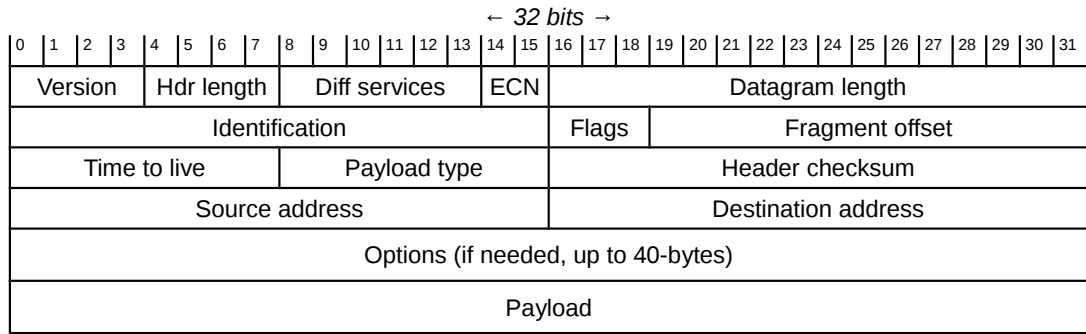 ← 32 bits →
0 1 2 3 4 5 6 7 8 9 10 11 12 13 14 15 16 17 18 19 20 21 22 23 24 25 26 27 28 29 30 31
Version Hdr length Diff services ECN Datagram length
Identification Flags Fragment offset
Time to live Payload type Header checksum
Source address Destination address
Options (if needed, up to 40-bytes)
Payload